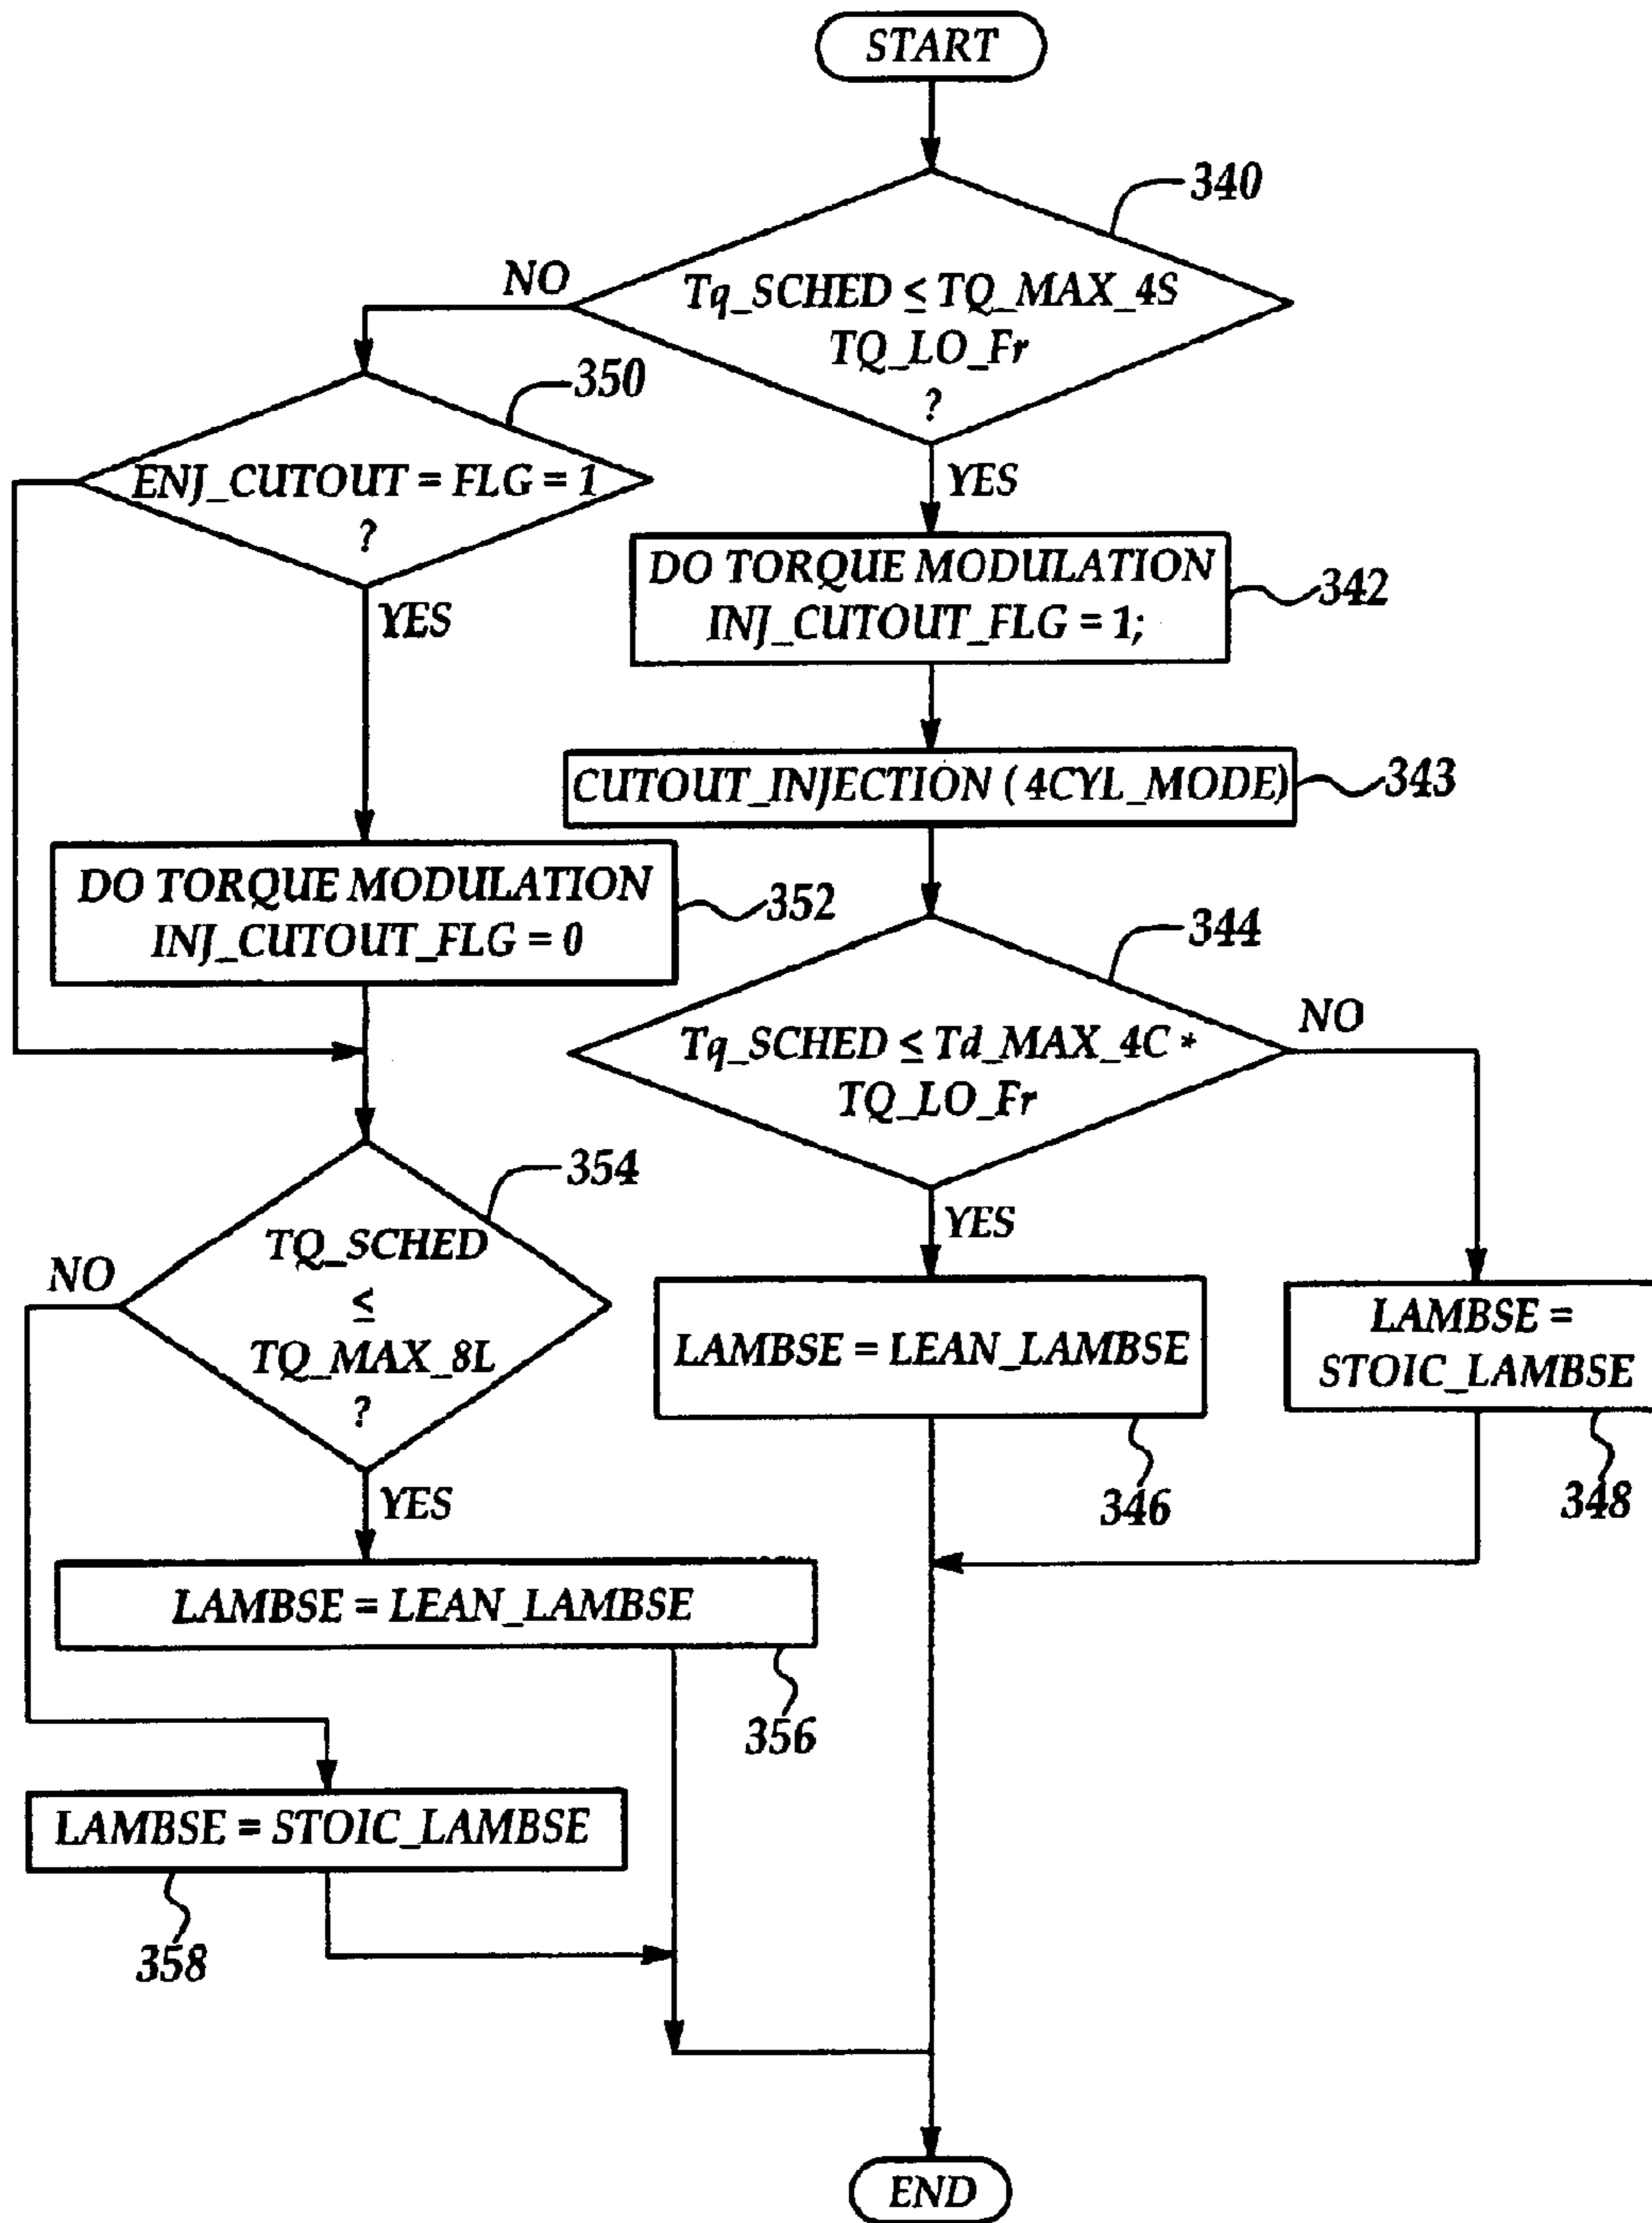 START
340
Tq_SCHED ≤ TQ_MAX_4S
TQ_LO_Fr
?
NO
YES
350
ENJ_CUTOUT = FLG = 1
?
YES
DO TORQUE MODULATION
INJ_CUTOUT_FLG = 1;
342
CUTOUT_INJECTION ( 4CYL_MODE)
343
DO TORQUE MODULATION
INJ_CUTOUT_FLG = 0
352
344
Tq_SCHED ≤ Td_MAX_4C *
TQ_LO_Fr
NO
YES
354
TQ_SCHED
≤
TQ_MAX_8L
?
NO
YES
LAMBSE = LEAN_LAMBSE
346
LAMBSE =
STOIC_LAMBSE
348
LAMBSE = LEAN_LAMBSE
356
LAMBSE = STOIC_LAMBSE
358
END